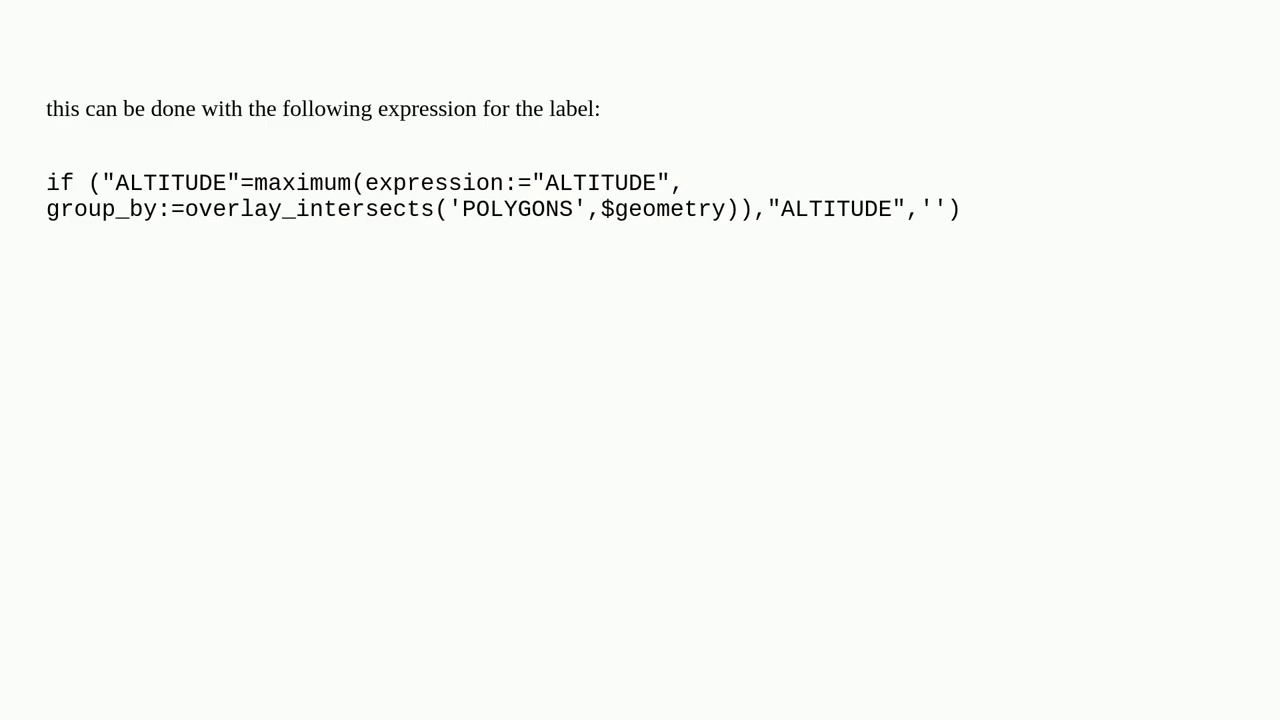 this can be done with the following expression for the label:
if ("ALTITUDE"=maximum(expression:="ALTITUDE",
group_by:=overlay_intersects('POLYGONS',$geometry)),"ALTITUDE",'')